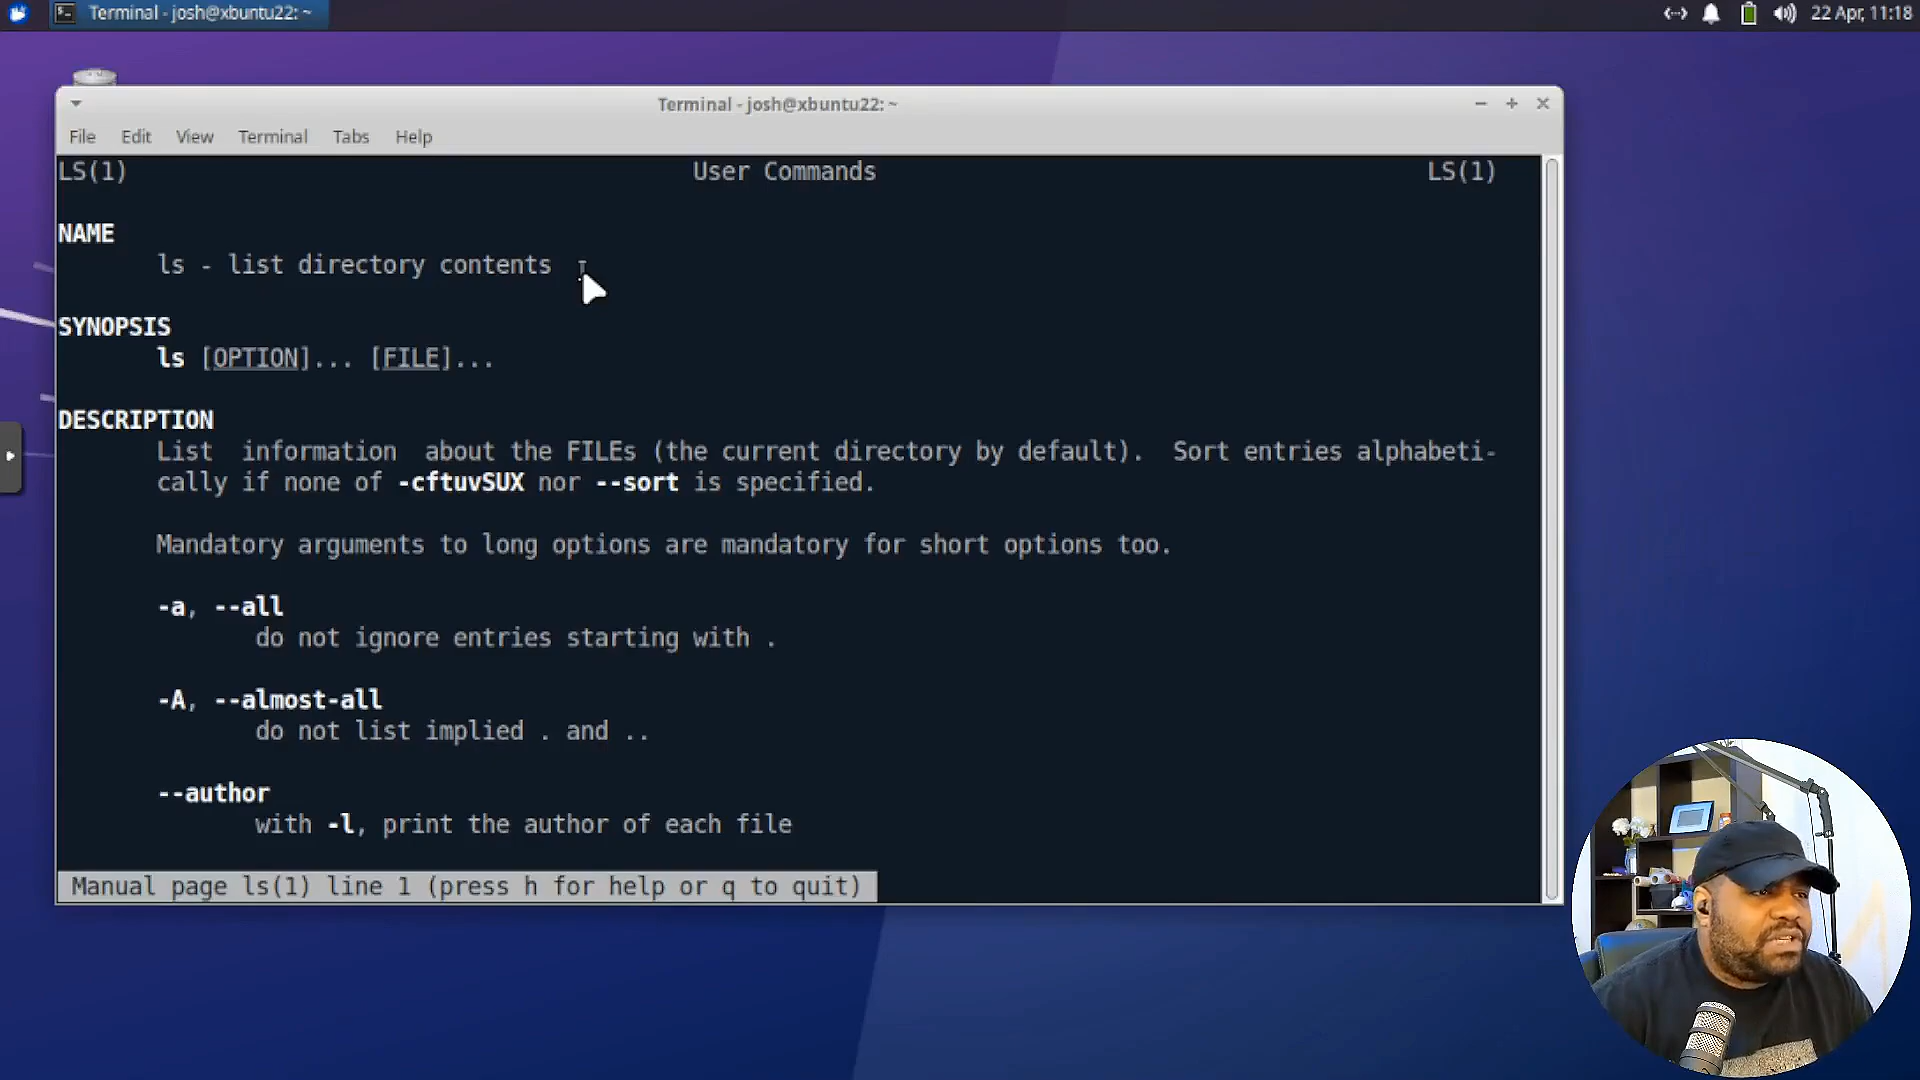 Terminal - josh@xbuntu22: ~
22 Apr, 11:18
Terminal - josh@xbuntu22: ~
File Edit View Terminal Tabs Help
LS(1) User Commands LS(1)
NAME
ls - list directory contents
SYNOPSIS
ls [OPTION]... [FILE]...
DESCRIPTION
List information about the FILEs (the current directory by default). Sort entries alphabeti-
cally if none of -cftuvSUX nor --sort is specified.
Mandatory arguments to long options are mandatory for short options too.
-a, --all
do not ignore entries starting with .
-A, --almost-all
do not list implied . and ..
--author
with -l, print the author of each file
Manual page ls(1) line 1 (press h for help or q to quit)